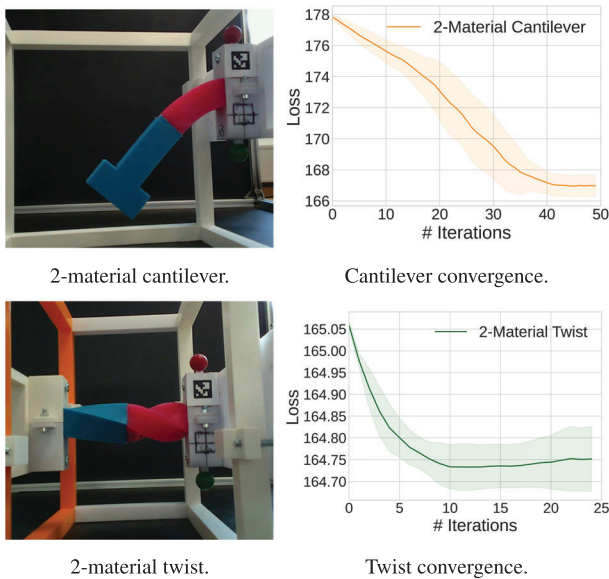 178
176
174
172
170
168
166
Loss
2-Material Cantilever
0 10 20 30 40 50
# Iterations
2-material cantilever.
Cantilever convergence.
165.05
165.00
164.95
164.90
164.85
164.80
164.75
164.70
Loss
2-Material Twist
0 5 10 15 20 25
# Iterations
2-material twist.
Twist convergence.